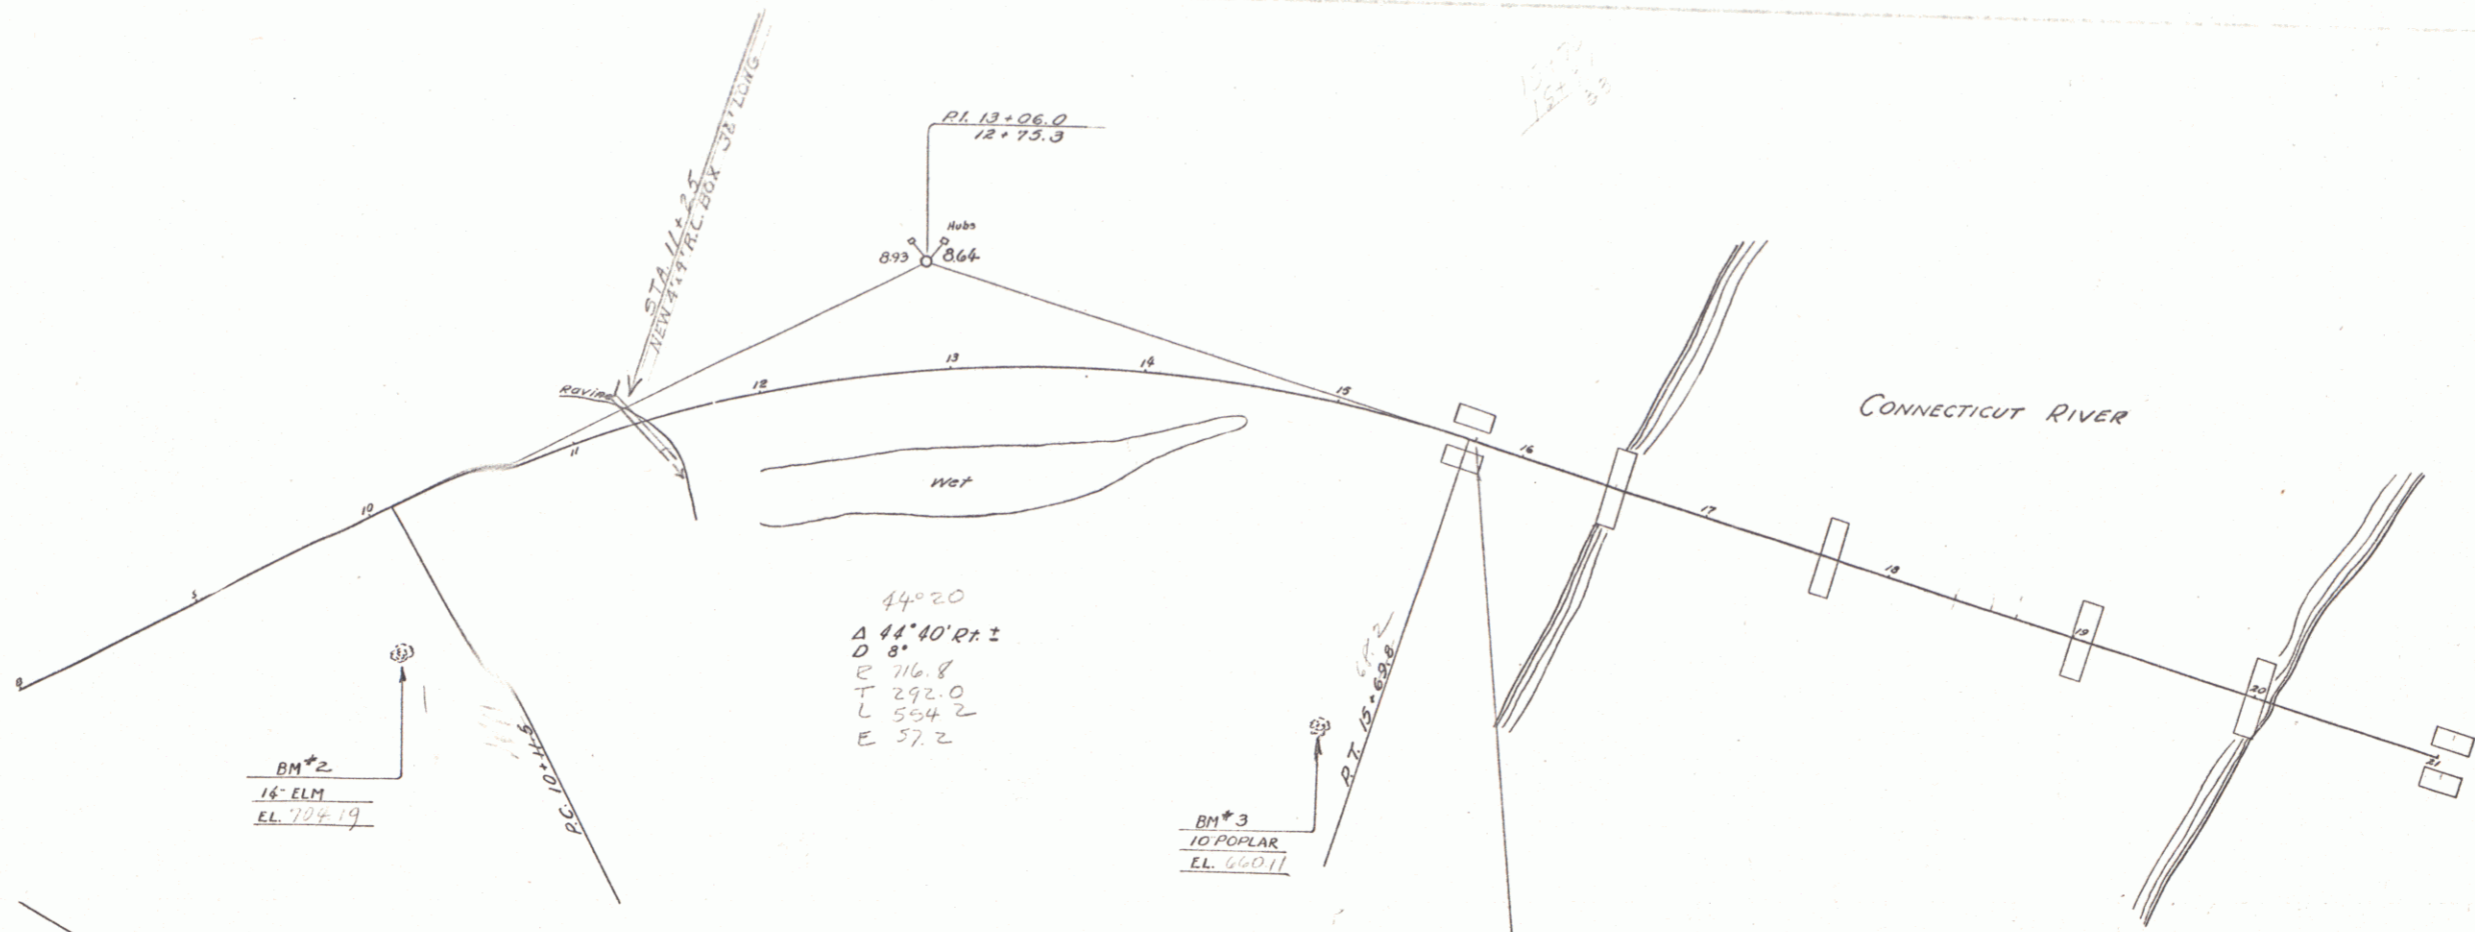 STA. 11+25
NEW 4'x4' R.C. BOX 38' LONG
P.I. 13+06.0
12+75.3
Hubs
8.93
8.64
Ravine
9
10
11
12
13
14
15
16
17
18
19
20
21
CONNECTICUT RIVER
Wet
44°20
Δ 44°40' Rt. ±
D 8°
R 716.8
T 292.0
L 554.2
E 57.2
BM #2
14" ELM
EL. 704.19
P.C. 10+11.5
P.T. 15+69.8
BM #3
10" POPLAR
EL. 660.11